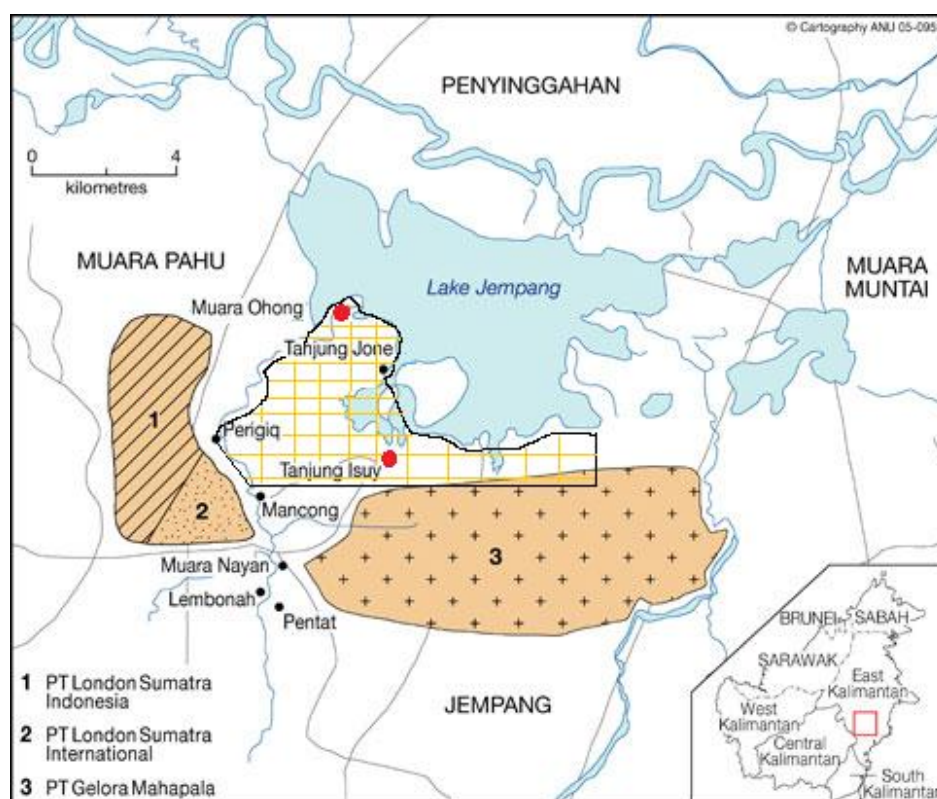 © Cartography ANU 05-095
PENYINGGAHAN
0 4
kilometres
MUARA PAHU
Lake Jempang
MUARA
MUNTAI
Muara Ohong
Tahjung Jone
1
Perigiq
Tanjung Isuy
2
Mancong
3
Muara Nayan
Lembonah
Pentat
BRUNEI
SABAH
SARAWAK
East
Kalimantan
West
Kalimantan
Central
Kalimantan
South
Kalimantan
JEMPANG
1 PT London Sumatra
Indonesia
2 PT London Sumatra
International
3 PT Gelora Mahapala